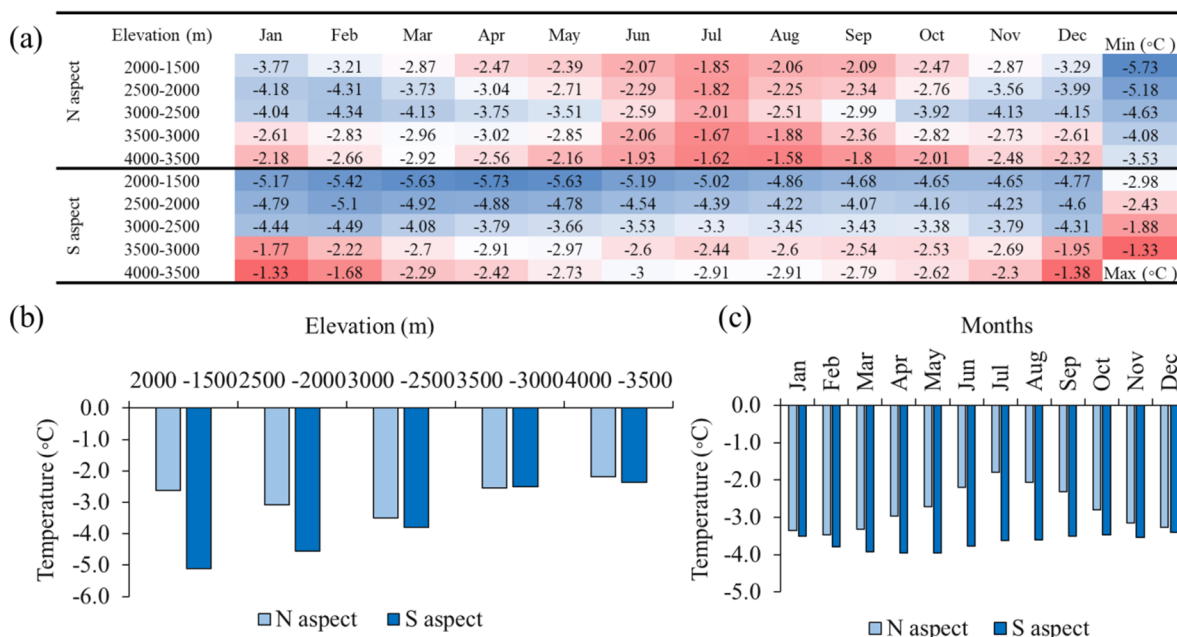 (a)
Elevation (m) Jan Feb Mar Apr May Jun Jul Aug Sep Oct Nov Dec Min (°C)
N aspect
2000-1500 -3.77 -3.21 -2.87 -2.47 -2.39 -2.07 -1.85 -2.06 -2.09 -2.47 -2.87 -3.29 -5.73
2500-2000 -4.18 -4.31 -3.73 -3.04 -2.71 -2.29 -1.82 -2.25 -2.34 -2.76 -3.56 -3.99 -5.18
3000-2500 -4.04 -4.34 -4.13 -3.75 -3.51 -2.59 -2.01 -2.51 -2.99 -3.92 -4.13 -4.15 -4.63
3500-3000 -2.61 -2.83 -2.96 -3.02 -2.85 -2.06 -1.67 -1.88 -2.36 -2.82 -2.73 -2.61 -4.08
4000-3500 -2.18 -2.66 -2.92 -2.56 -2.16 -1.93 -1.62 -1.58 -1.8 -2.01 -2.48 -2.32 -3.53
S aspect
2000-1500 -5.17 -5.42 -5.63 -5.73 -5.63 -5.19 -5.02 -4.86 -4.68 -4.65 -4.65 -4.77 -2.98
2500-2000 -4.79 -5.1 -4.92 -4.88 -4.78 -4.54 -4.39 -4.22 -4.07 -4.16 -4.23 -4.6 -2.43
3000-2500 -4.44 -4.49 -4.08 -3.79 -3.66 -3.53 -3.3 -3.45 -3.43 -3.38 -3.79 -4.31 -1.88
3500-3000 -1.77 -2.22 -2.7 -2.91 -2.97 -2.6 -2.44 -2.6 -2.54 -2.53 -2.69 -1.95 -1.33
4000-3500 -1.33 -1.68 -2.29 -2.42 -2.73 -3 -2.91 -2.91 -2.79 -2.62 -2.3 -1.38 Max (°C )
(b)
Elevation (m)
2000 -1500 2500 -2000 3000 -2500 3500 -3000 4000 -3500
0.0
-1.0
-2.0
-3.0
-4.0
-5.0
-6.0
Temperature (°C)
N aspect S aspect
(c)
Months
Jan Feb Mar Apr May Jun Jul Aug Sep Oct Nov Dec
0.0
-1.0
-2.0
-3.0
-4.0
-5.0
Temperature (°C)
N aspect S aspect